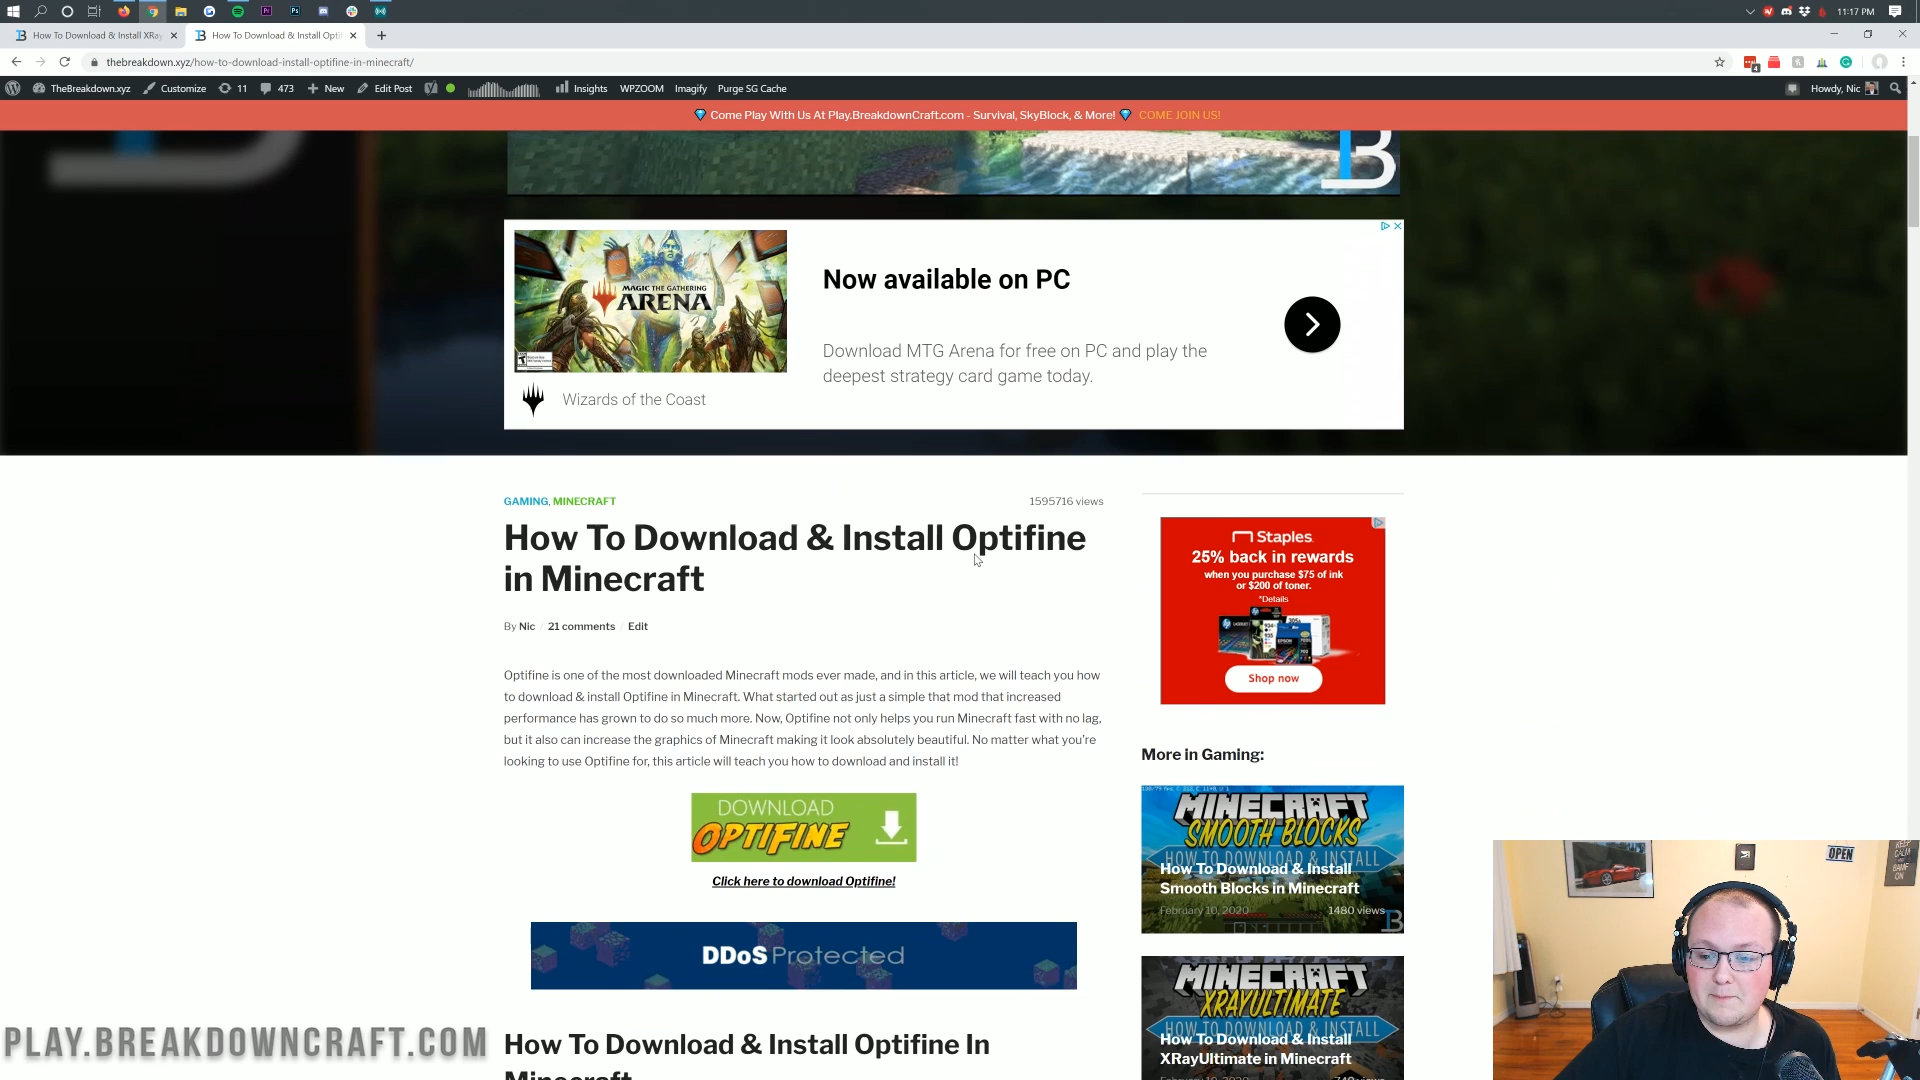 11:17 PM
How To Download & Install XRay
How To Download & Install Opti
thebreakdown.xyz/how-to-download-install-optifine-in-minecraft/
TheBreakdown.xyz Customize 11 473 New Edit Post Insights WPZOOM Imagify Purge SG Cache Howdy, Nic
Come Play With Us At Play.BreakdownCraft.com - Survival, SkyBlock, & More! COME JOIN US!
MAGIC THE GATHERING
ARENA
Now available on PC
Download MTG Arena for free on PC and play the
deepest strategy card game today.
Wizards of the Coast
GAMING, MINECRAFT
1595716 views
How To Download & Install Optifine
in Minecraft
By Nic / 21 comments / Edit
Optifine is one of the most downloaded Minecraft mods ever made, and in this article, we will teach you how
to download & install Optifine in Minecraft. What started out as just a simple that mod that increased
performance has grown to do so much more. Now, Optifine not only helps you run Minecraft fast with no lag,
but it also can increase the graphics of Minecraft making it look absolutely beautiful. No matter what you're
looking to use Optifine for, this article will teach you how to download and install it!
DOWNLOAD
OPTIFINE
Click here to download Optifine!
DDoS Protected
How To Download & Install Optifine In
Minecraft
Staples
25% back in rewards
when you purchase $75 of ink
or $200 of toner.
*Details
Shop now
More in Gaming:
MINECRAFT
SMOOTH BLOCKS
HOW TO DOWNLOAD & INSTALL
How To Download & Install
Smooth Blocks in Minecraft
February 10, 2020
1480 views
MINECRAFT
XRAYULTIMATE
HOW TO DOWNLOAD & INSTALL
How To Download & Install
XRayUltimate in Minecraft
OPEN
KEEP
CALM
AND
PLAY.BREAKDOWNCRAFT.COM